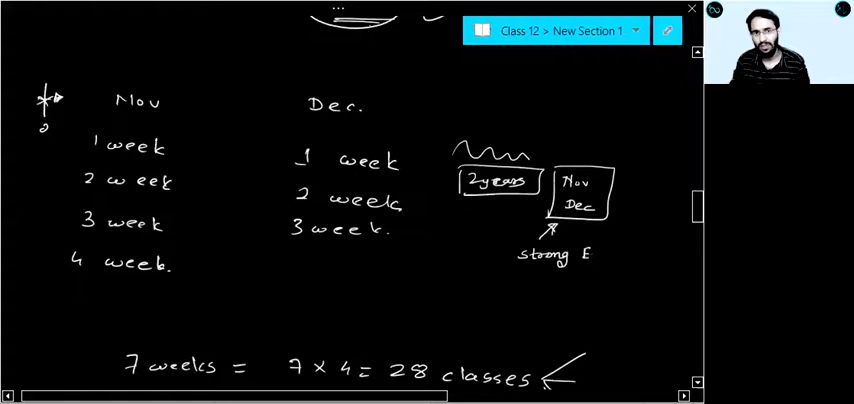 Class 12 > New Section 1
Nov
Dec.
1 week
2 week
3 week
4 week.
1 week
2 weeks
3 week.
2 years
Nov
Dec
strong E
7 weeks = 7 × 4 = 28 classes